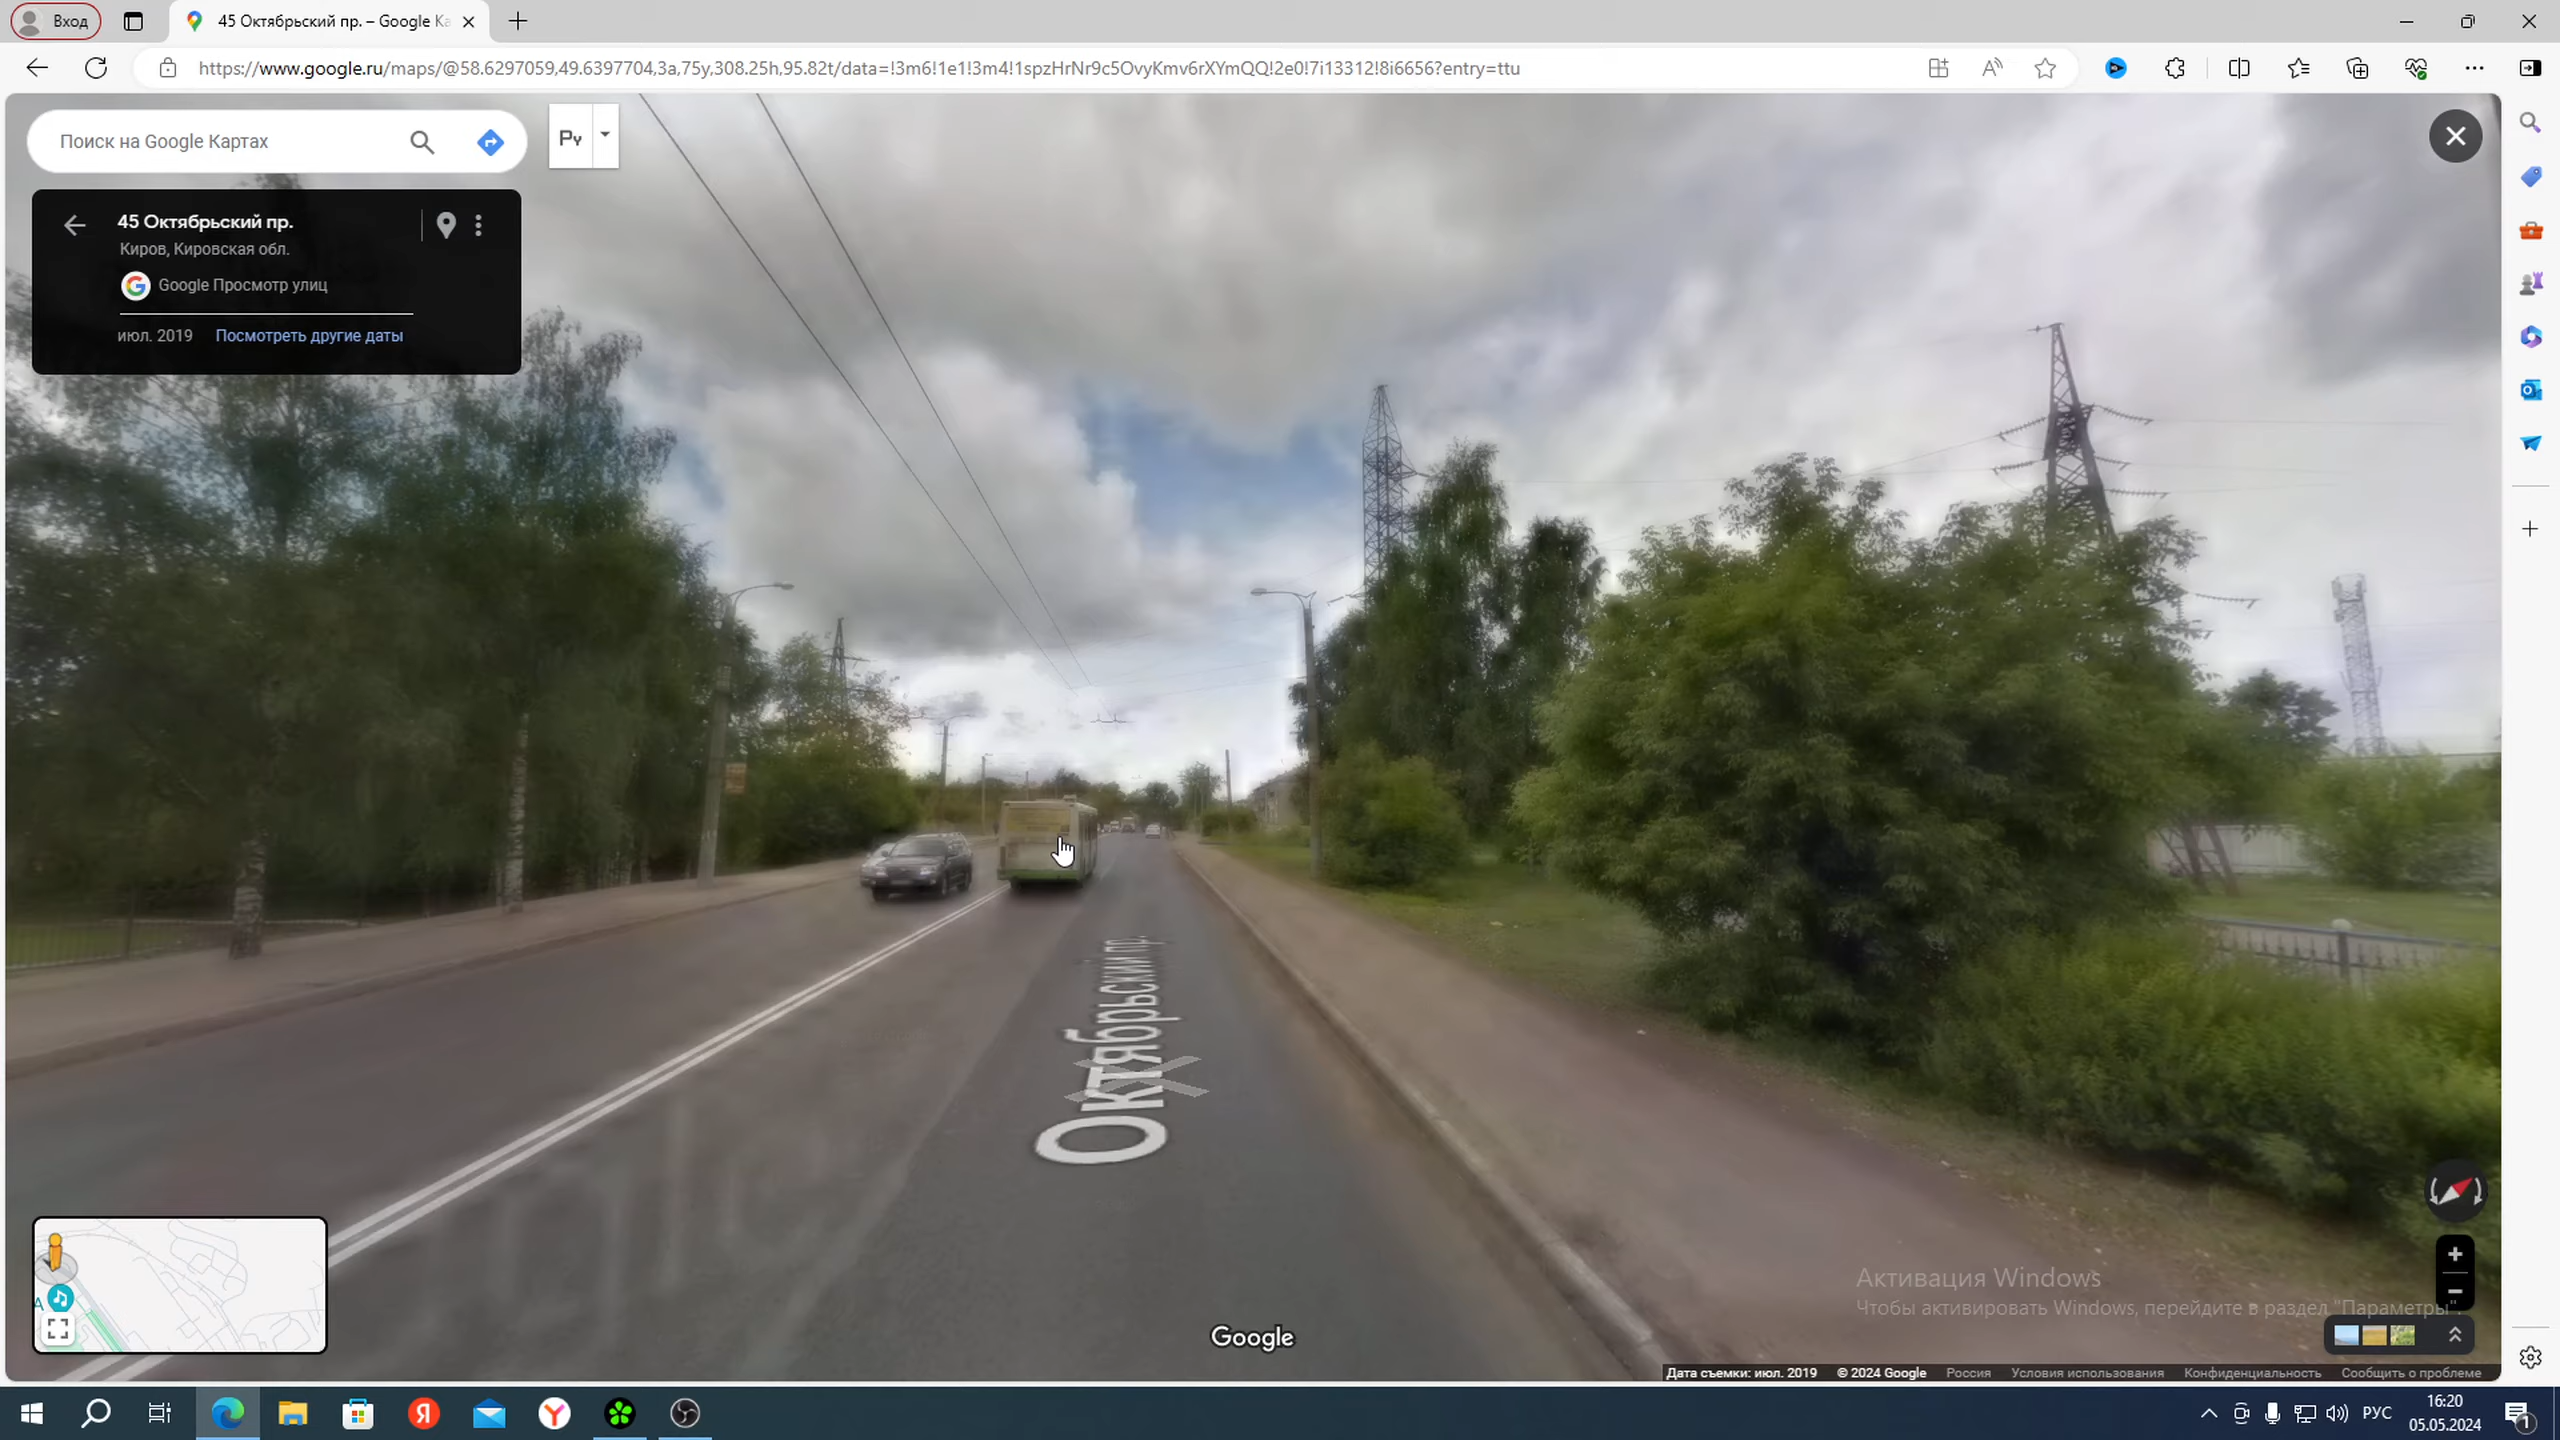 Вход
45 Октябрьский пр. – Google Ка
https://www.google.ru/maps/@58.6297059,49.6397704,3a,75y,308.25h,95.82t/data=!3m6!1e1!3m4!1spzHrNr9c5OvyKmv6rXYmQQ!2e0!7i13312!8i6656?entry=ttu
Поиск на Google Картах
Ру
45 Октябрьский пр.
Киров, Кировская обл.
Google Просмотр улиц
июл. 2019 Посмотреть другие даты
Октябрьский пр.
Активация Windows
Чтобы активировать Windows, перейдите в раздел "Параметры".
Google
Дата съемки: июл. 2019 © 2024 Google Россия Условия использования Конфиденциальность Сообщить о проблеме
РУС
16:20
05.05.2024
1